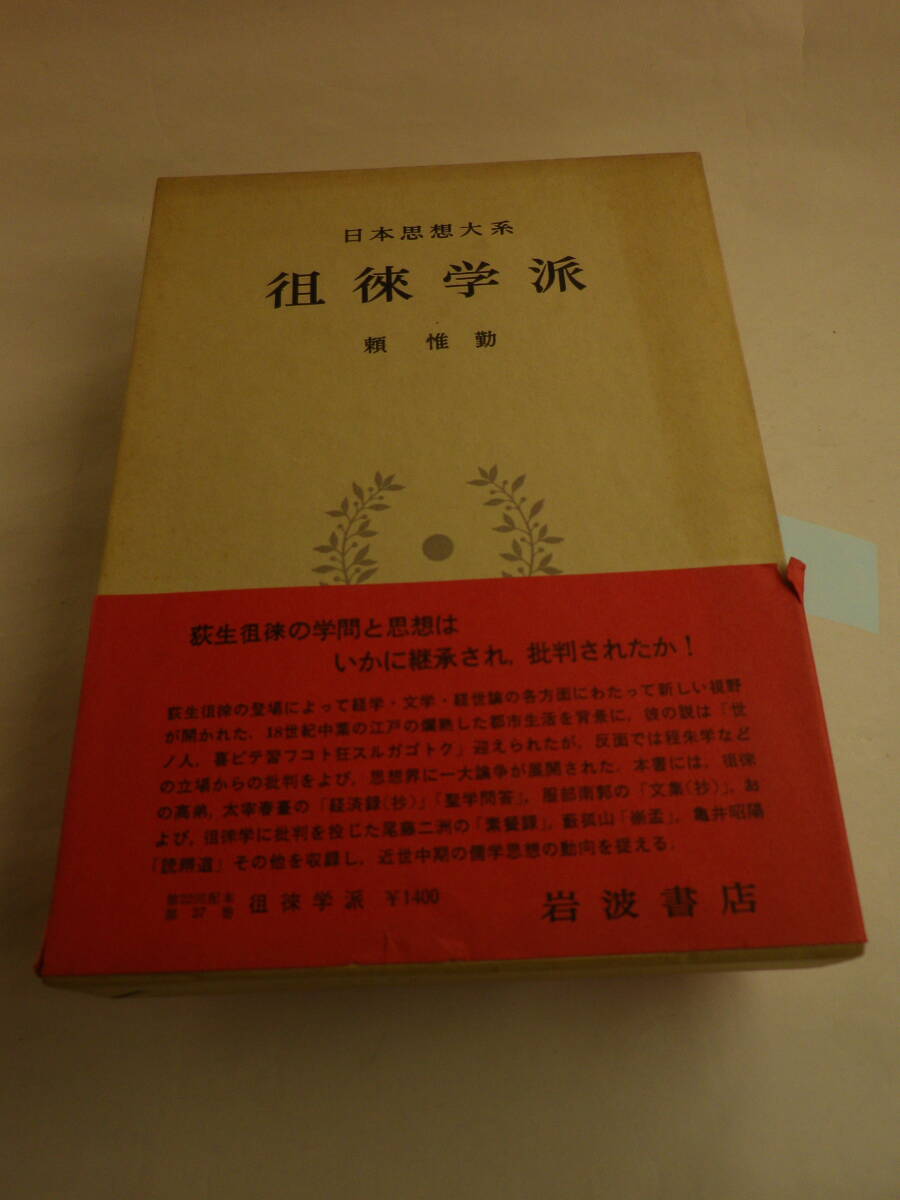 日本思想大系
徂徠学派
頼 惟勤
荻生徂徠の学問と思想は
いかに継承され，批判されたか！
荻生徂徠の登場によって経学・文学・経世論の各方面にわたって新しい視野
が開かれた．18世紀中葉の江戸の爛熟した都市生活を背景に，彼の説は「世
ノ人，喜ビテ習フコト狂スルガゴトク」迎えられたが，反面では程朱学など
の立場からの批判をよび，思想界に一大論争が展開された．本書には，徂徠
の高弟，太宰春臺の「経済録(抄)」「聖学問答」，服部南郭の「文集(抄)」，お
よび，徂徠学に批判を投じた尾藤二洲の「素餐録」，藪孤山「崇孟」，亀井昭陽
「読辨道」その他を収録し，近世中期の儒学思想の動向を捉える．
第22回配本
第 37 巻
徂徠学派 ¥1400
岩波書店